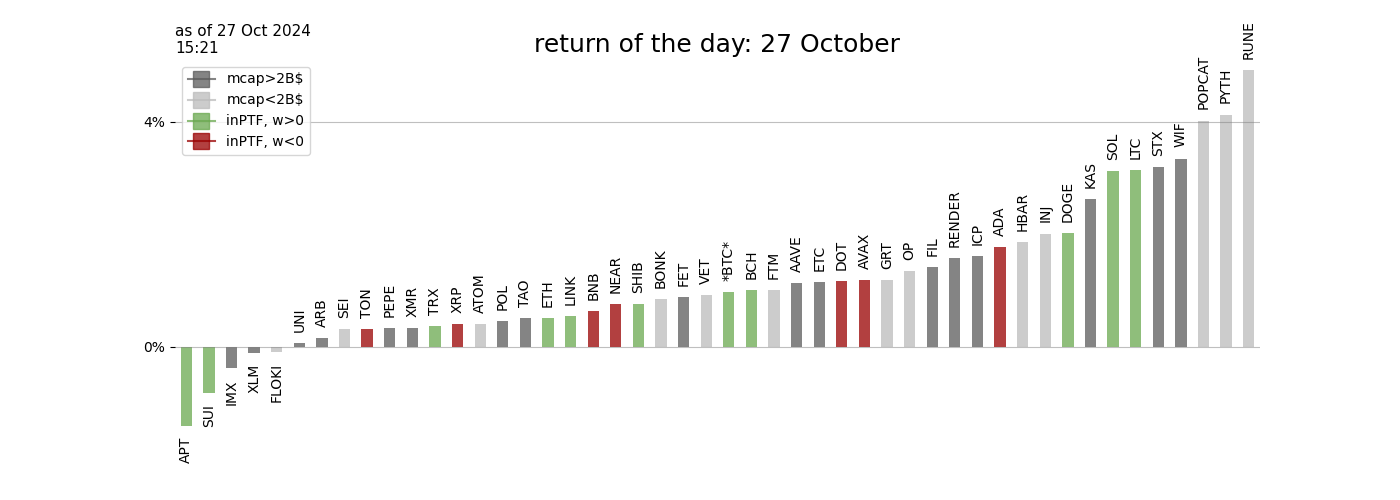 as of 27 Oct 2024
15:21
return of the day: 27 October
mcap>2B$
mcap<2B$
inPTF, w>0
inPTF, w<0
4%
0%
APT
SUI
IMX
XLM
FLOKI
UNI
ARB
SEI
TON
PEPE
XMR
TRX
XRP
ATOM
POL
TAO
ETH
LINK
BNB
NEAR
SHIB
BONK
FET
VET
*BTC*
BCH
FTM
AAVE
ETC
DOT
AVAX
GRT
OP
FIL
RENDER
ICP
ADA
HBAR
INJ
DOGE
KAS
SOL
LTC
STX
WIF
POPCAT
PYTH
RUNE